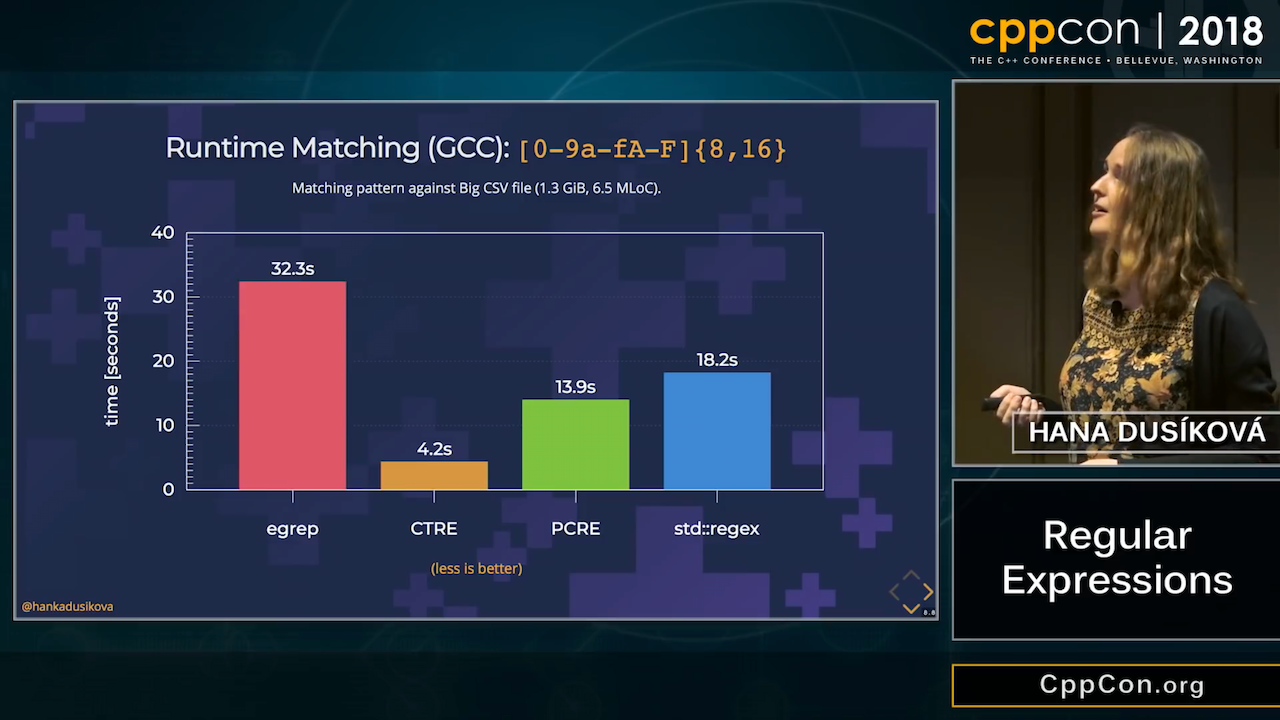 cppcon | 2018
THE C++ CONFERENCE • BELLEVUE, WASHINGTON
Runtime Matching (GCC): [0-9a-fA-F]{8,16}
Matching pattern against Big CSV file (1.3 GiB, 6.5 MLoC).
time [seconds]
40
30
20
10
0
32.3s
4.2s
13.9s
18.2s
egrep
CTRE
PCRE
std::regex
(less is better)
@hankadusikova
HANA DUSÍKOVÁ
Regular
Expressions
CppCon.org